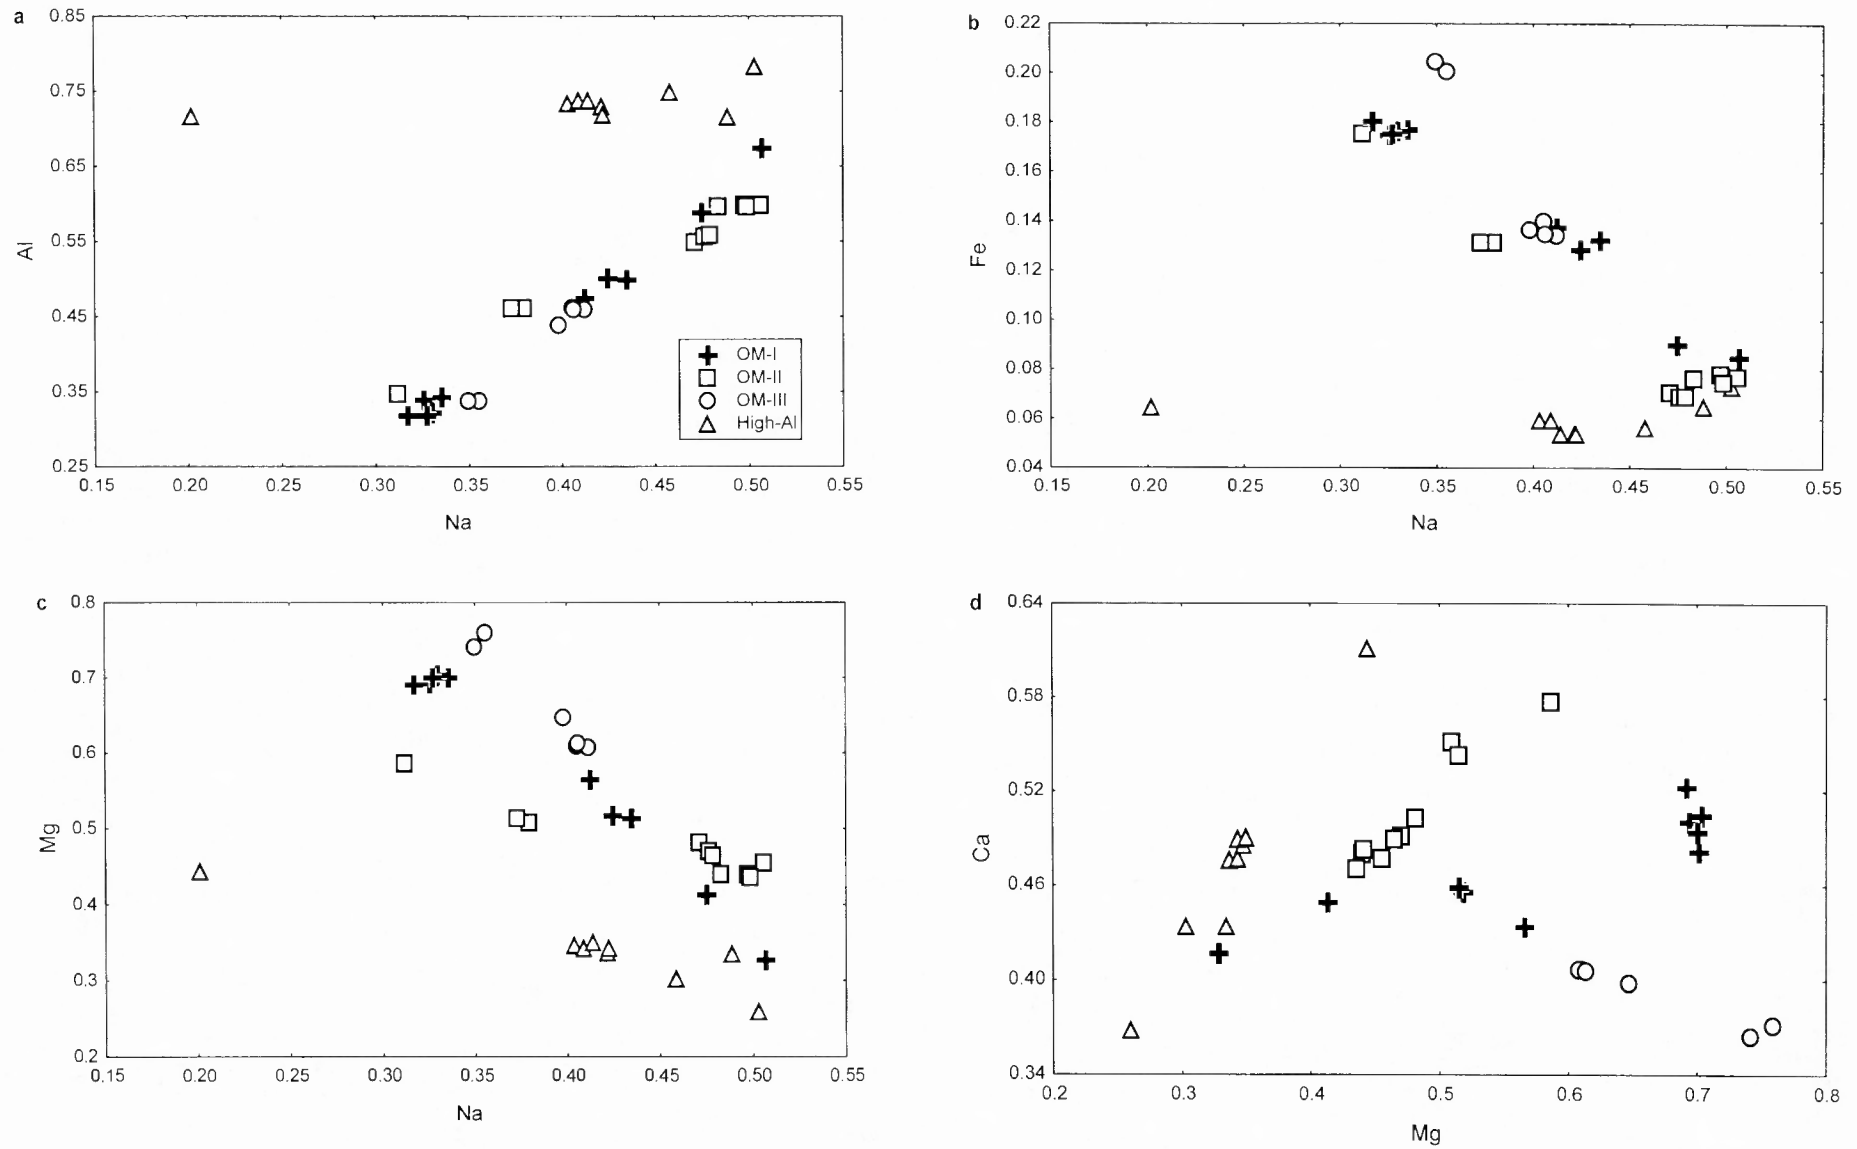 a
0.85
0.75
0.65
0.55
0.45
0.35
0.25
Al
0.15 0.20 0.25 0.30 0.35 0.40 0.45 0.50 0.55
Na
OM-I
OM-II
OM-III
High-Al
b
0.22
0.20
0.18
0.16
0.14
0.12
0.10
0.08
0.06
0.04
Fe
0.15 0.20 0.25 0.30 0.35 0.40 0.45 0.50 0.55
Na
c
0.8
0.7
0.6
0.5
0.4
0.3
0.2
Mg
0.15 0.20 0.25 0.30 0.35 0.40 0.45 0.50 0.55
Na
d
0.64
0.58
0.52
0.46
0.40
0.34
Ca
0.2 0.3 0.4 0.5 0.6 0.7 0.8
Mg